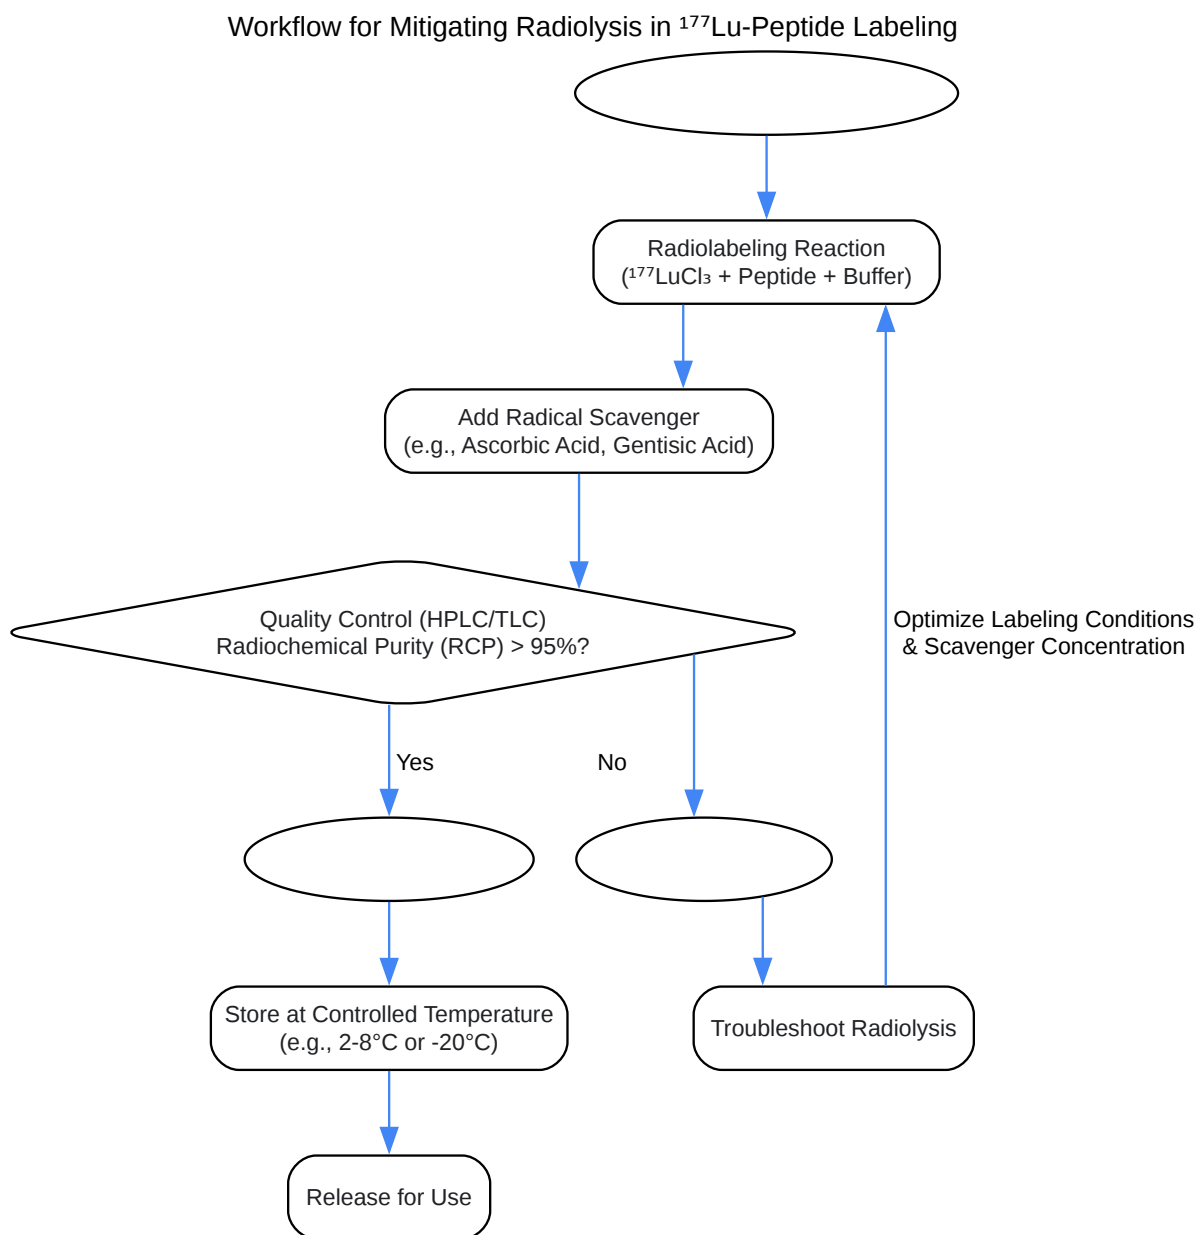 Workflow for Mitigating Radiolysis in ¹⁷⁷Lu-Peptide Labeling
Radiolabeling Reaction
(¹⁷⁷LuCl₃ + Peptide + Buffer)
Add Radical Scavenger
(e.g., Ascorbic Acid, Gentisic Acid)
Quality Control (HPLC/TLC)
Radiochemical Purity (RCP) > 95%?
Optimize Labeling Conditions
& Scavenger Concentration
Yes
No
Store at Controlled Temperature
(e.g., 2-8°C or -20°C)
Troubleshoot Radiolysis
Release for Use